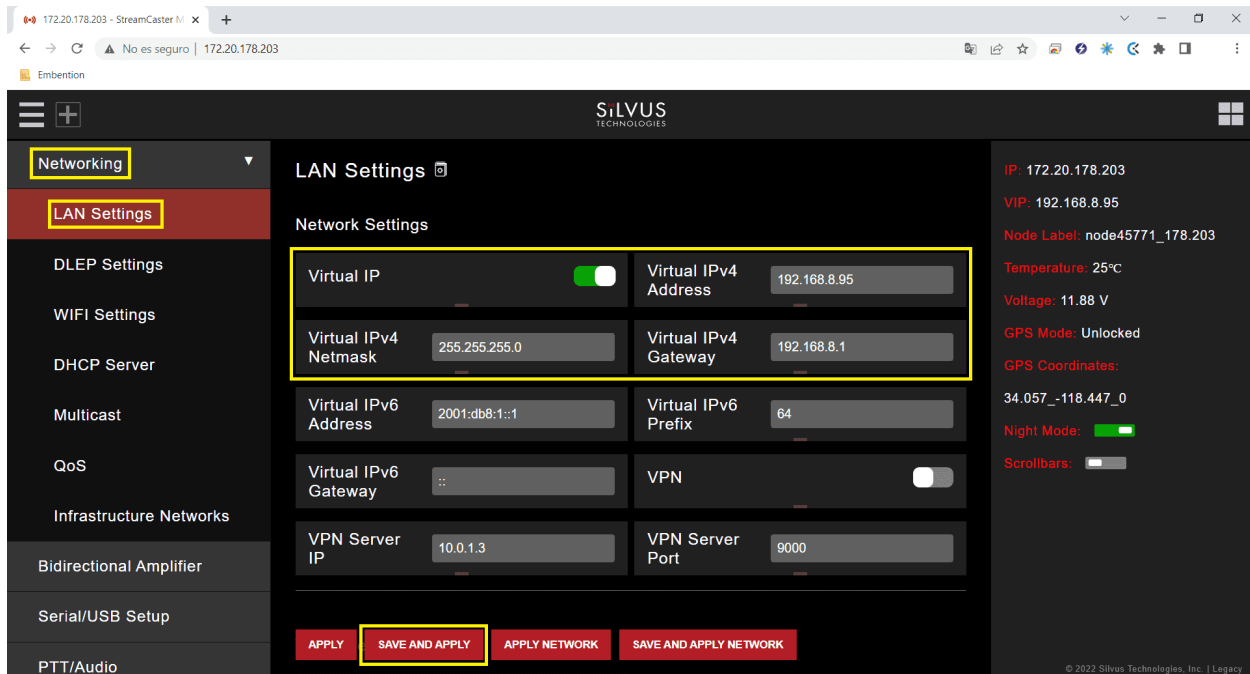 172.20.178.203 - StreamCaster M
No es seguro | 172.20.178.203
Embention
SiLVUS
TECHNOLOGIES
Networking
LAN Settings
DLEP Settings
WIFI Settings
DHCP Server
Multicast
QoS
Infrastructure Networks
Bidirectional Amplifier
Serial/USB Setup
PTT/Audio
LAN Settings
Network Settings
Virtual IP
Virtual IPv4
Address
192.168.8.95
Virtual IPv4
Netmask
255.255.255.0
Virtual IPv4
Gateway
192.168.8.1
Virtual IPv6
Address
2001:db8:1::1
Virtual IPv6
Prefix
64
Virtual IPv6
Gateway
::
VPN
VPN Server
IP
10.0.1.3
VPN Server
Port
9000
APPLY
SAVE AND APPLY
APPLY NETWORK
SAVE AND APPLY NETWORK
IP: 172.20.178.203
VIP: 192.168.8.95
Node Label: node45771_178.203
Temperature: 25℃
Voltage: 11.88 V
GPS Mode: Unlocked
GPS Coordinates:
34.057_-118.447_0
Night Mode:
Scrollbars:
© 2022 Silvus Technologies, Inc. | Legacy